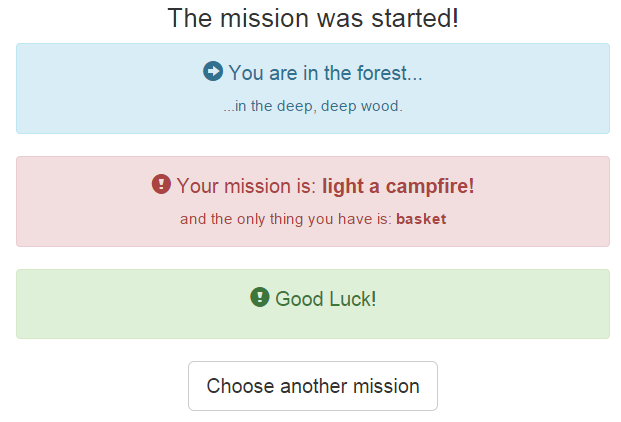 The mission was started!
You are in the forest...
...in the deep, deep wood.
Your mission is: light a campfire!
and the only thing you have is: basket
Good Luck!
Choose another mission